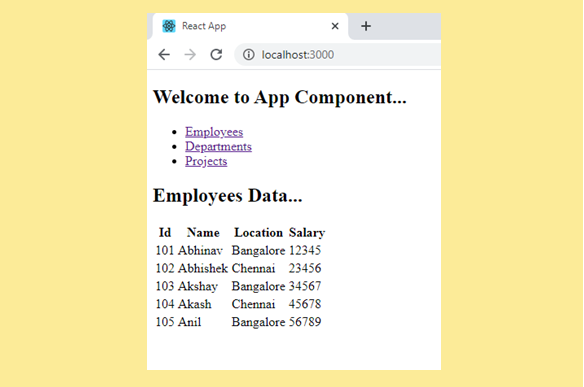 React App
localhost:3000
Welcome to App Component...
Employees
Departments
Projects
Employees Data...
Id Name Location Salary
101 Abhinav Bangalore 12345
102 Abhishek Chennai 23456
103 Akshay Bangalore 34567
104 Akash Chennai 45678
105 Anil Bangalore 56789